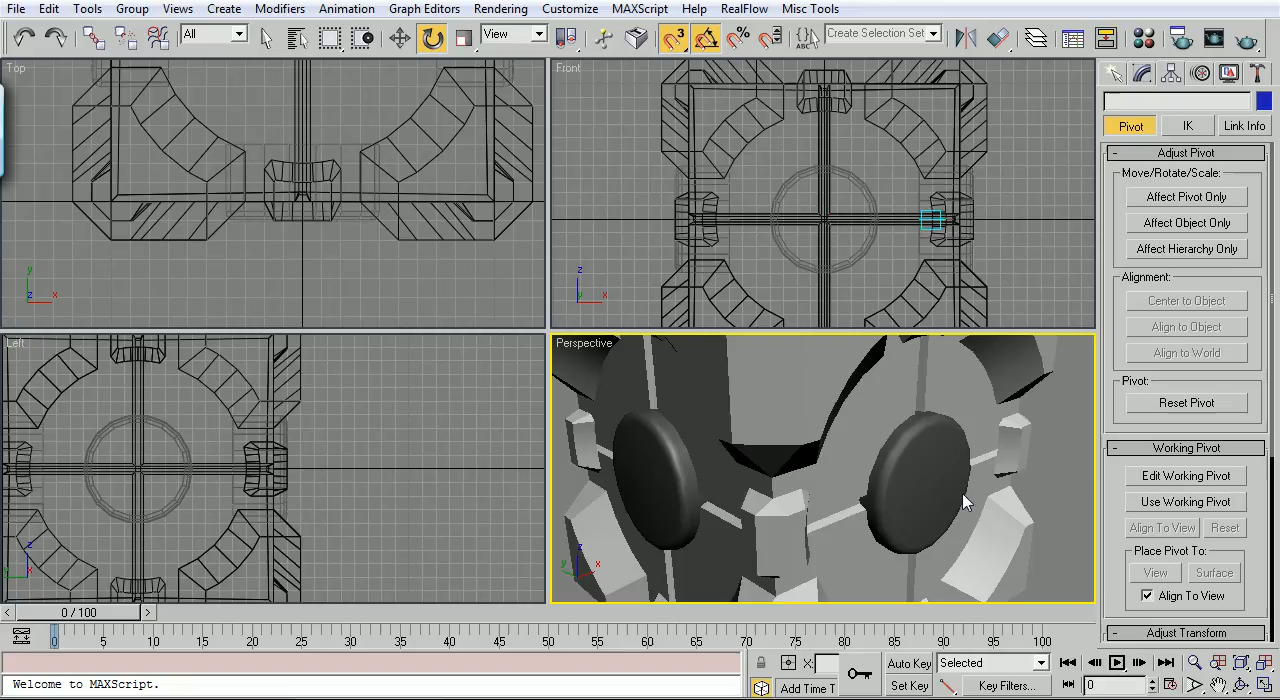 File Edit Tools Group Views Create Modifiers Animation Graph Editors Rendering Customize MAXScript Help RealFlow Misc Tools
All View 3 Create Selection Set
Top Front
Pivot IK Link Info
- Adjust Pivot
Move/Rotate/Scale:
Affect Pivot Only
Affect Object Only
Affect Hierarchy Only
Alignment:
Center to Object
Align to Object
Align to World
Pivot:
Reset Pivot
- Working Pivot
Edit Working Pivot
Use Working Pivot
Align To View Reset
Place Pivot To:
View Surface
Align To View
- Adjust Transform
y
z x
z
y x
Left Perspective
z
y x
z
y x
< 0 / 100 >
0 5 10 15 20 25 30 35 40 45 50 55 60 65 70 75 80 85 90 95 100
X: Auto Key Selected
Welcome to MAXScript. Add Time T Set Key Key Filters... 0